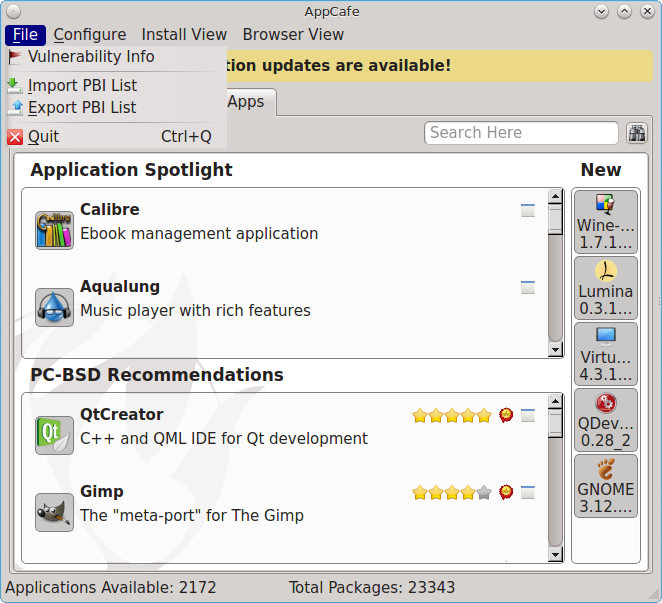 AppCafe
File Configure Install View Browser View
Vulnerability Info
Import PBI List
Export PBI List
Quit Ctrl+Q
tion updates are available!
Apps
Search Here
Application Spotlight
Calibre
Ebook management application
Aqualung
Music player with rich features
PC-BSD Recommendations
QtCreator
C++ and QML IDE for Qt development
Gimp
The "meta-port" for The Gimp
New
Wine-...
1.7.1...
Lumina
0.3.1...
Virtu...
4.3.1...
QDev...
0.28_2
GNOME
3.12....
Applications Available: 2172 Total Packages: 23343